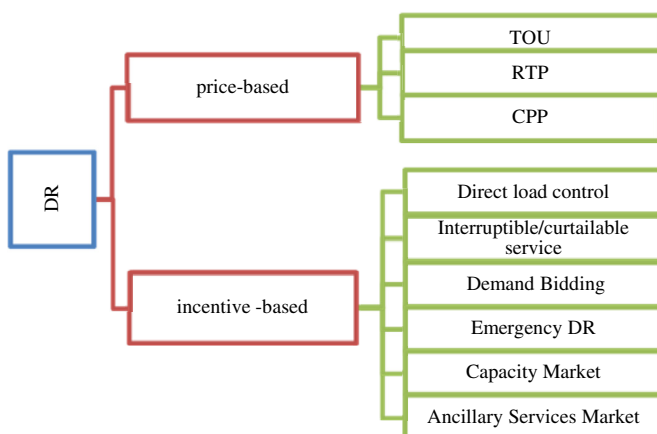 DR
price-based
TOU
RTP
CPP
incentive -based
Direct load control
Interruptible/curtailable
service
Demand Bidding
Emergency DR
Capacity Market
Ancillary Services Market